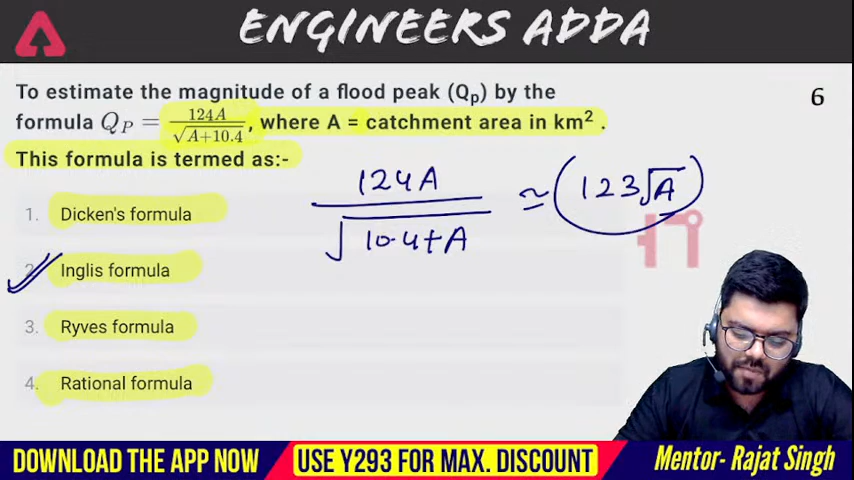 ENGINEERS ADDA
To estimate the magnitude of a flood peak (Qp) by the
6
formula QP = 124A / √A+10.4, where A = catchment area in km².
This formula is termed as:-
124A / √10.4+A ≃ (123√A)
1. Dicken's formula
2. Inglis formula
3. Ryves formula
4. Rational formula
DOWNLOAD THE APP NOW
USE Y293 FOR MAX. DISCOUNT
Mentor- Rajat Singh